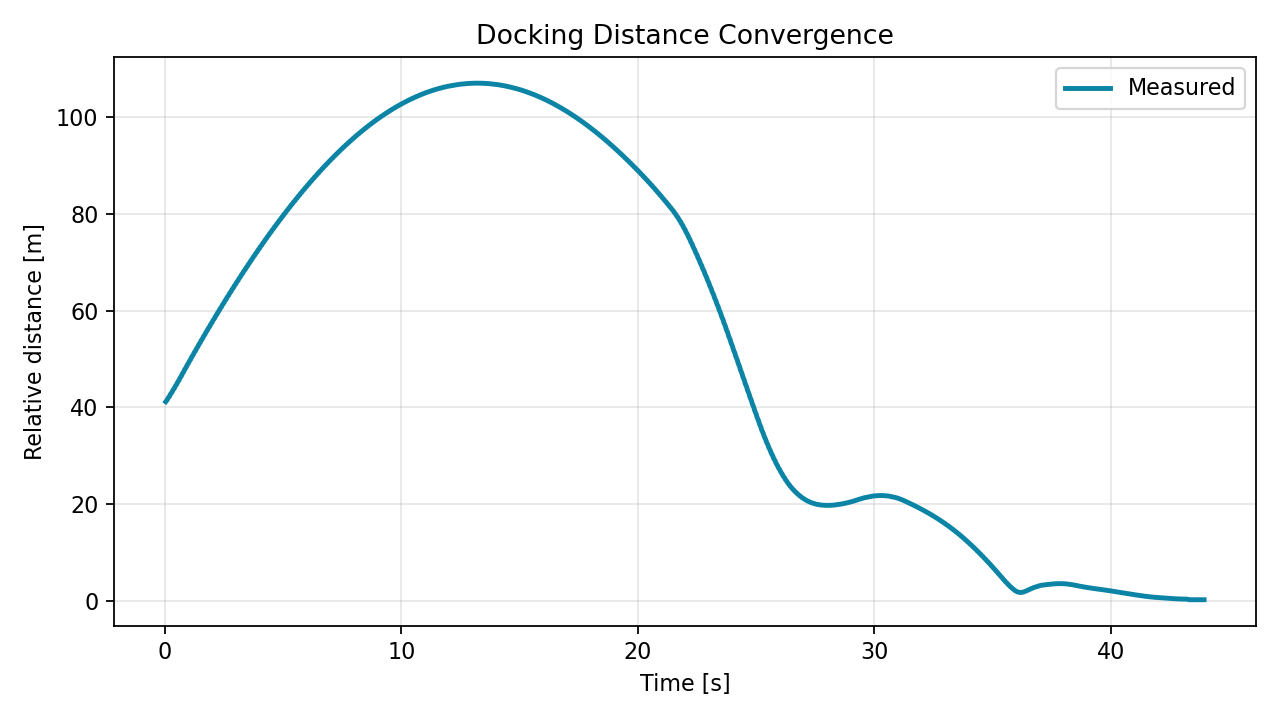 Docking Distance Convergence
Measured
Relative distance [m]
100
80
60
40
20
0
0 10 20 30 40
Time [s]